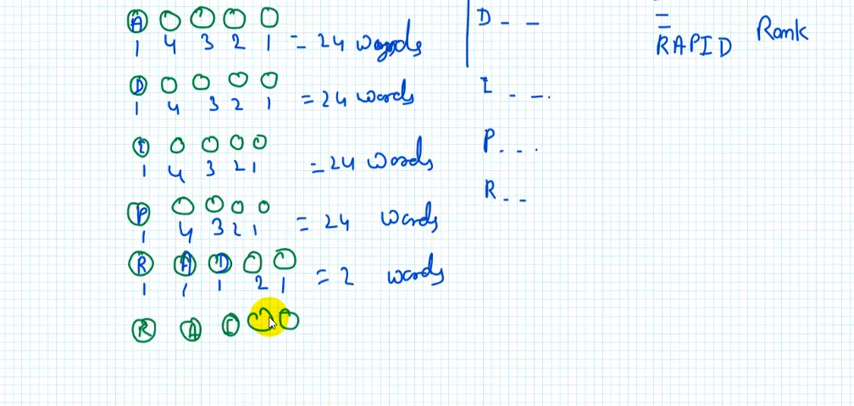 A
1 4 3 2 1 = 24 words
D
1 4 3 2 1 = 24 words
I
1 4 3 2 1 = 24 words
P
1 4 3 2 1 = 24 words
R A D
1 1 1 2 1 = 2 words
R A I
D - -
I - -.
P - - .
R - -
RAPID Rank